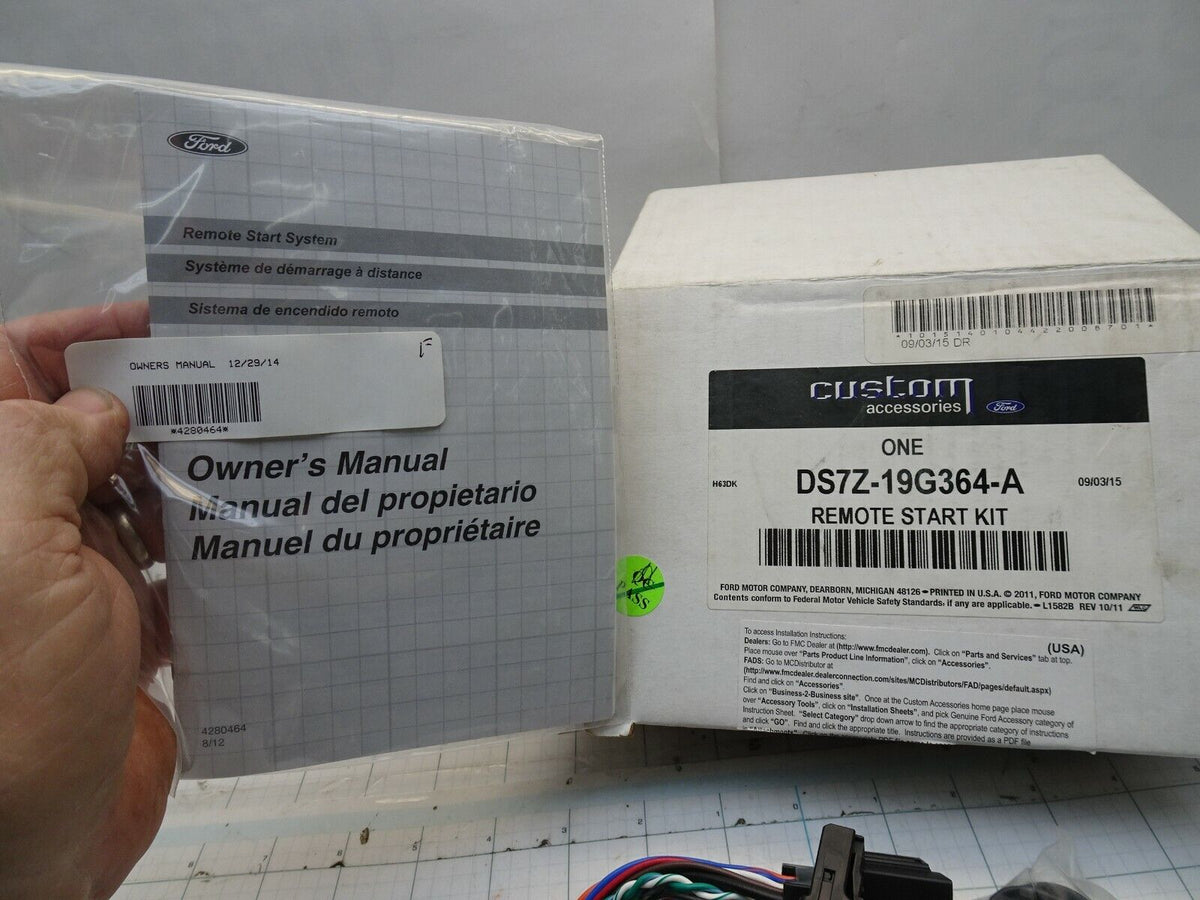 Ford
Remote Start System
Système de démarrage à distance
Sistema de encendido remoto
OWNERS MANUAL 12/29/14
*4280464*
Owner's Manual
Manual del propietario
Manuel du propriétaire
4280464
8/12
09/03/15 DR
custom
accessories
Ford
ONE
H63DK
DS7Z-19G364-A
09/03/15
REMOTE START KIT
FORD MOTOR COMPANY, DEARBORN, MICHIGAN 48126 PRINTED IN U.S.A. © 2011, FORD MOTOR COMPANY
Contents conform to Federal Motor Vehicle Safety Standards, if any are applicable. L1582B REV 10/11
PASS
To access Installation Instructions:
(USA)
Dealers: Go to FMC Dealer at (http://www.fmcdealer.com). Click on "Parts and Services" tab at top.
Place mouse over "Parts Product Line Information", click on "Accessories".
FADS: Go to MCDistributor at
(http://www.fmcdealer.dealerconnection.com/sites/MCDistributors/FAD/pages/default.aspx)
Find and click on "Accessories"
Click on "Business-2-Business site". Once at the Custom Accessories home page place mouse
over "Accessory Tools", click on "Installation Sheets", and pick Genuine Ford Accessory category of
Instruction Sheet. "Select Category" drop down arrow to find the appropriate category of instructions
and click "GO". Find and click the appropriate title. Instructions are provided as a PDF file
8 7 5 4 3 2 1 0